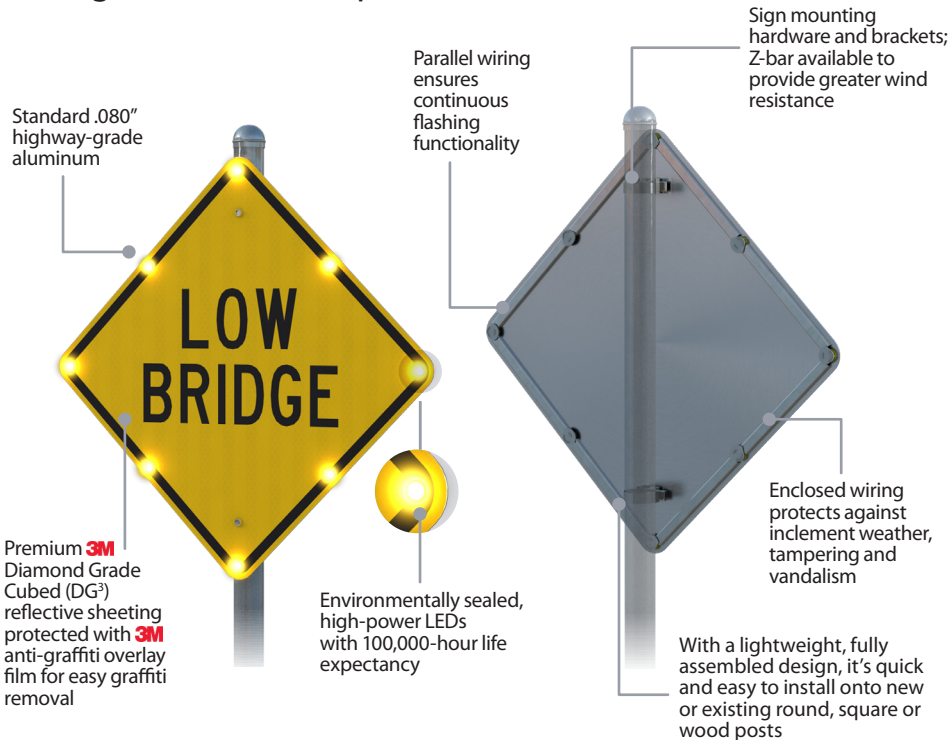 Sign mounting
hardware and brackets;
Z-bar available to
provide greater wind
resistance
Parallel wiring
ensures
continuous
flashing
functionality
Standard .080”
highway-grade
aluminum
LOW
BRIDGE
Premium 3M
Diamond Grade
Cubed (DG³)
reflective sheeting
protected with 3M
anti-graffiti overlay
film for easy graffiti
removal
Environmentally sealed,
high-power LEDs
with 100,000-hour life
expectancy
Enclosed wiring
protects against
inclement weather,
tampering and
vandalism
With a lightweight, fully
assembled design, it’s quick
and easy to install onto new
or existing round, square or
wood posts